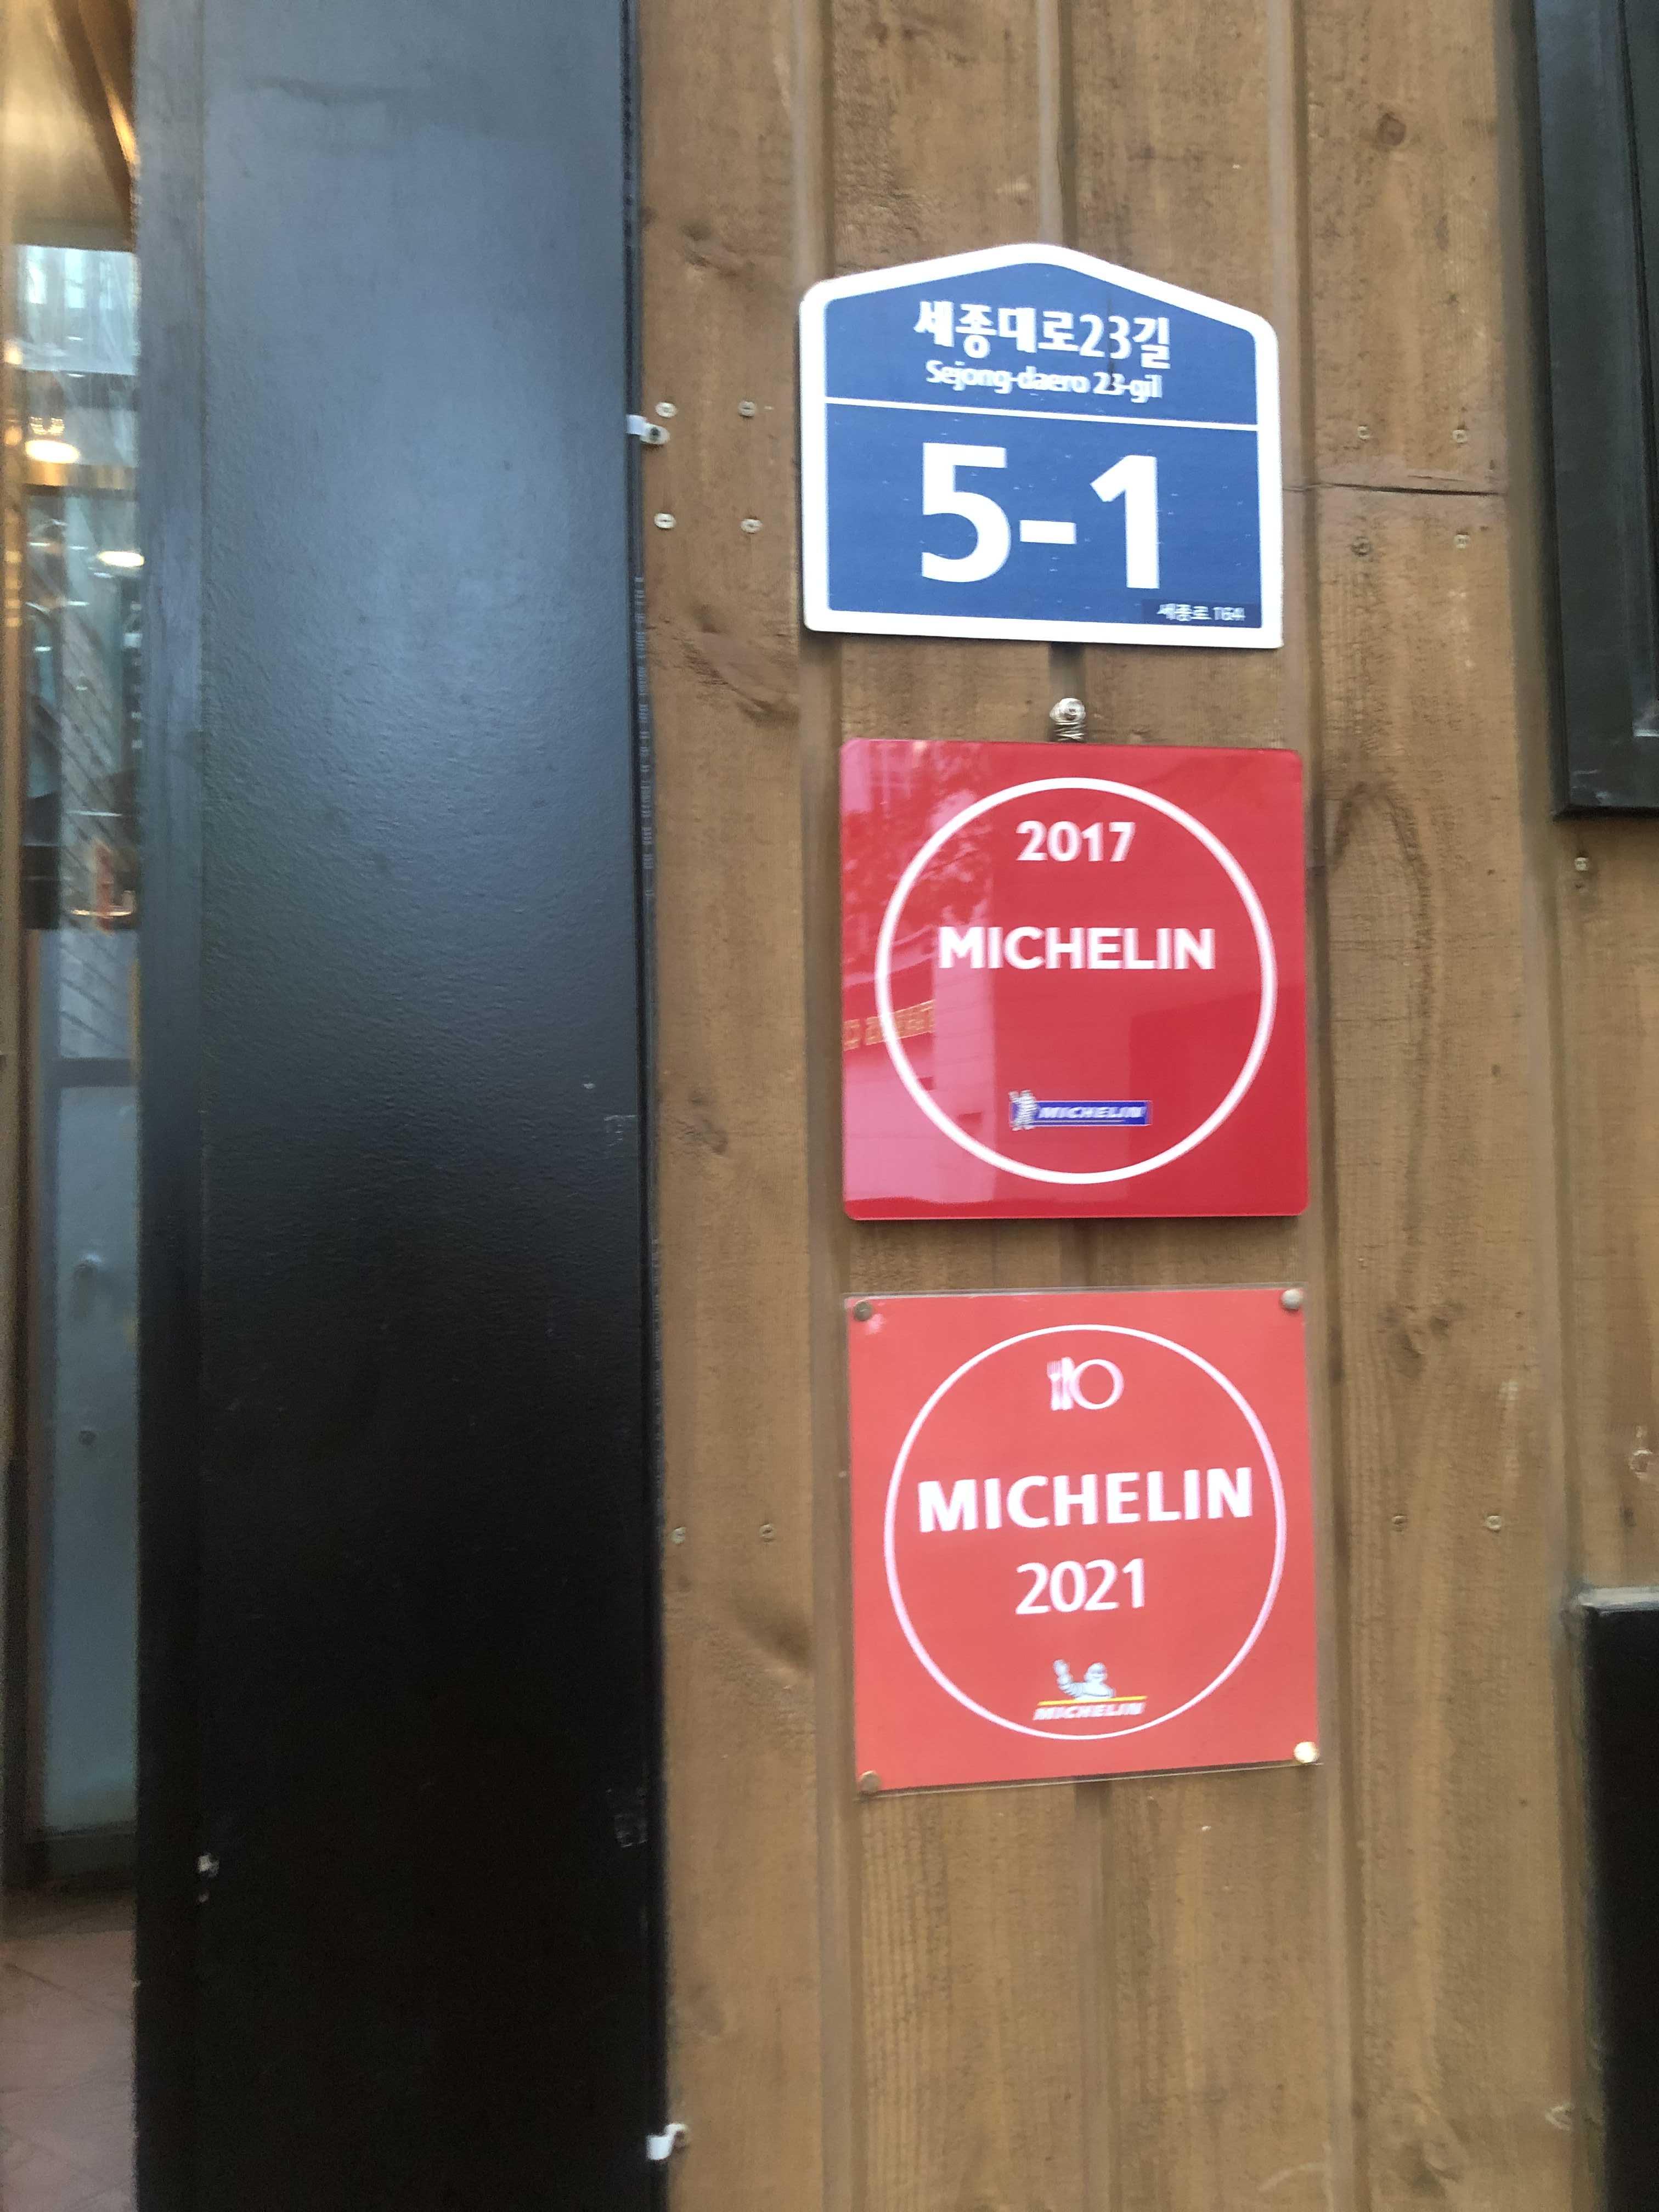 세종대로23길
Sejong-daero 23-gil
5-1
2017
MICHELIN
MICHELIN
MICHELIN
2021
MICHELIN